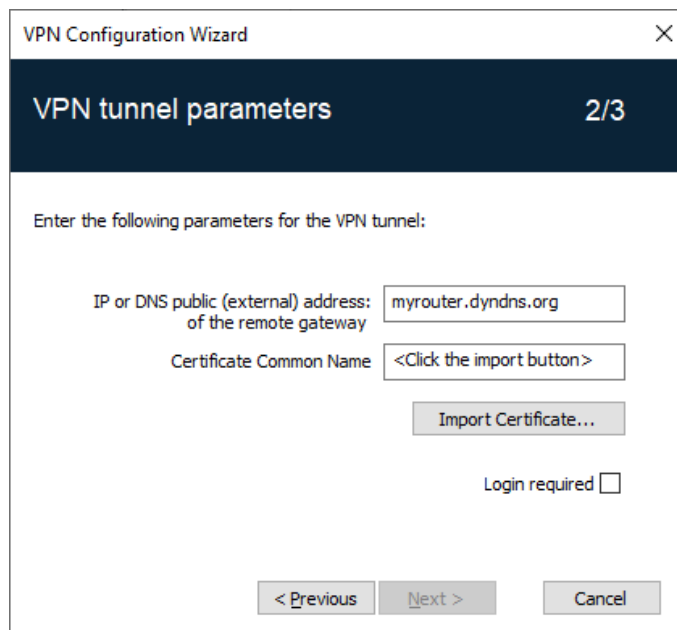 VPN Configuration Wizard
VPN tunnel parameters 2/3
Enter the following parameters for the VPN tunnel:
IP or DNS public (external) address: myrouter.dyndns.org
of the remote gateway
Certificate Common Name <Click the import button>
Import Certificate...
Login required
< Previous Next > Cancel